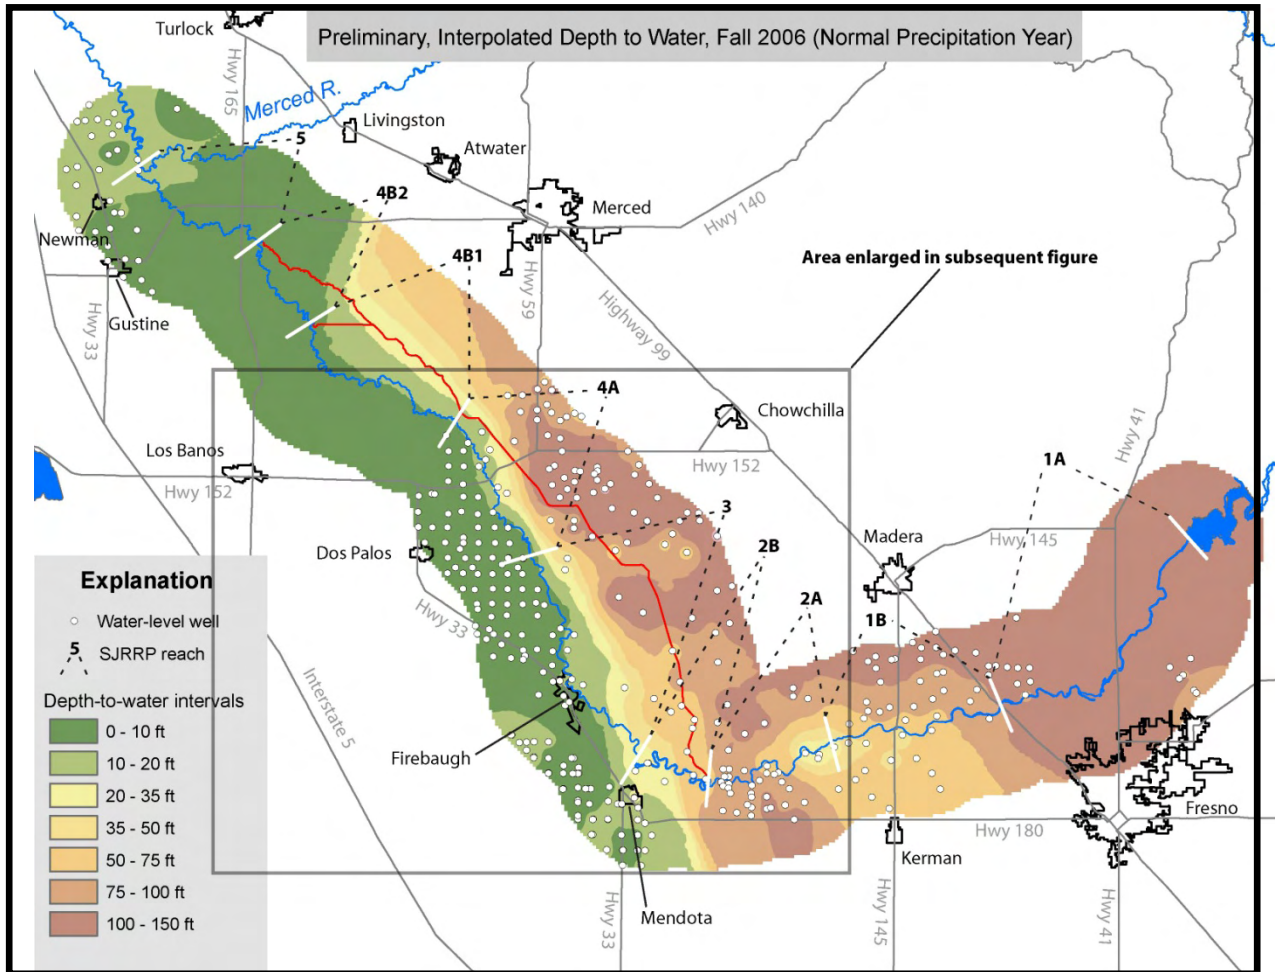 Preliminary, Interpolated Depth to Water, Fall 2006 (Normal Precipitation Year)
Turlock
Hwy 165
Merced R.
Livingston
5
Atwater
4B2
Merced
Hwy 140
Newman
4B1
Area enlarged in subsequent figure
Hwy 59
Highway 99
Gustine
Hwy 33
4A
Chowchilla
Hwy 41
Los Banos
Hwy 152
Hwy 152
1A
3
Madera
Hwy 145
Dos Palos
2B
2A
1B
Hwy 33
Interstate 5
Firebaugh
Fresno
Hwy 180
Kerman
Mendota
Hwy 33
Hwy 145
Hwy 41
Explanation
Water-level well
5
SJRRP reach
Depth-to-water intervals
0 - 10 ft
10 - 20 ft
20 - 35 ft
35 - 50 ft
50 - 75 ft
75 - 100 ft
100 - 150 ft